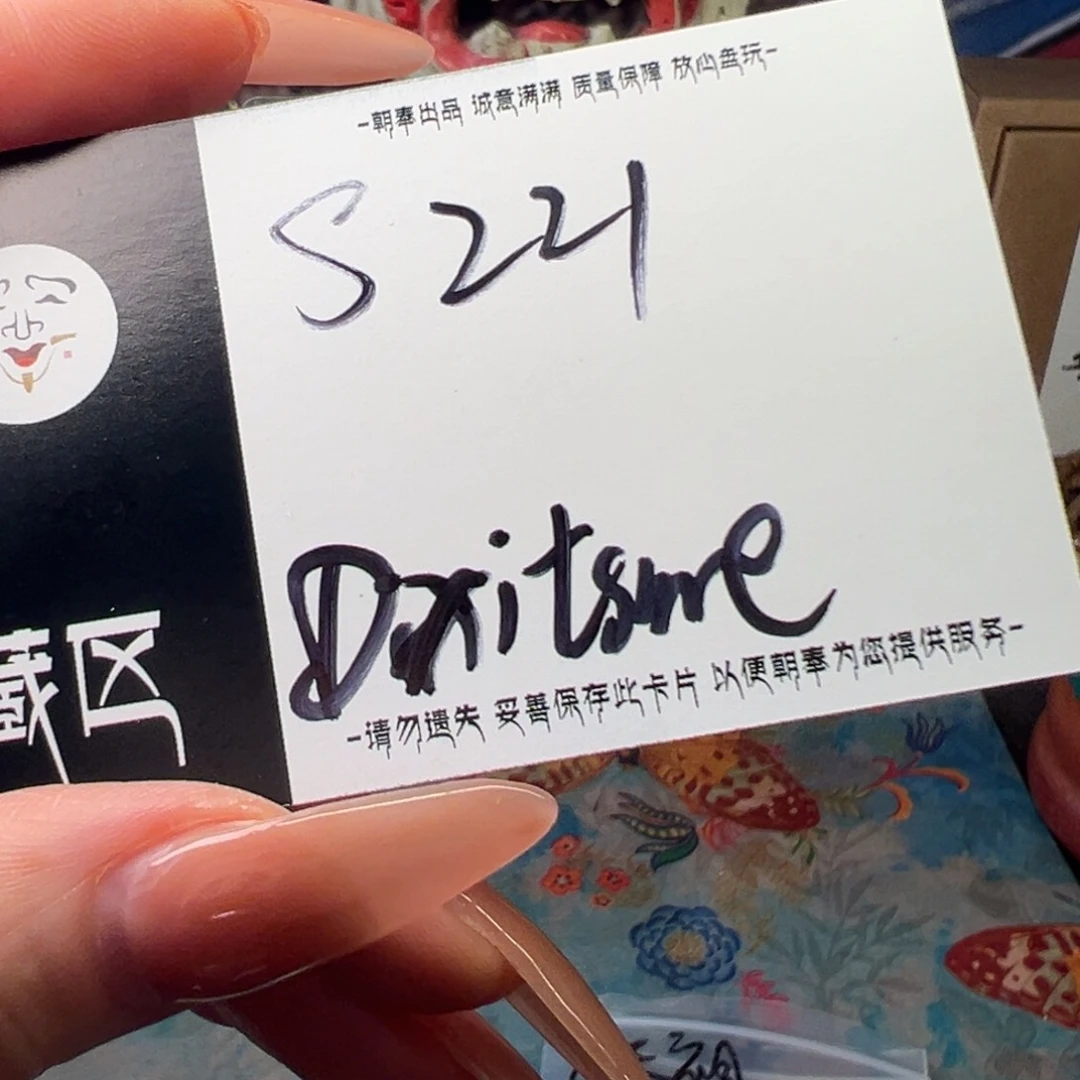 -朝奉出品 诚意满满 质量保障 放心盘玩-
S221
Dxitsme
藏风
-请勿遗失 妥善保存此卡片 以便朝奉为您提供服务-